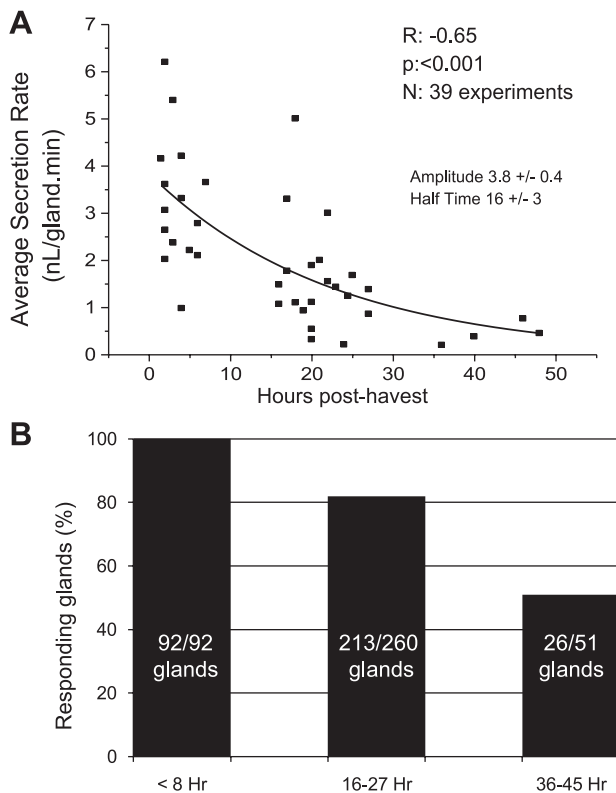 A
Average Secretion Rate
(nL/gland.min)
7
6
5
4
3
2
1
0
R: -0.65
p:<0.001
N: 39 experiments
Amplitude 3.8 +/- 0.4
Half Time 16 +/- 3
0 10 20 30 40 50
Hours post-havest
B
Responding glands (%)
100
80
60
40
20
0
92/92
glands
213/260
glands
26/51
glands
< 8 Hr 16-27 Hr 36-45 Hr